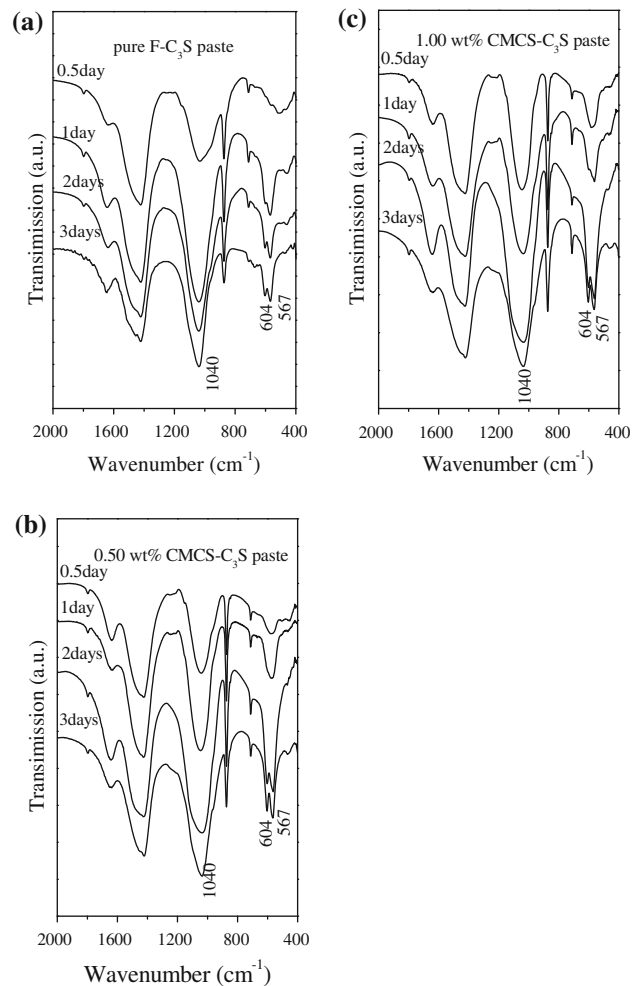 (a)
pure F-C₃S paste
0.5day
1day
2days
3days
604
567
1040
Transimission (a.u.)
2000 1600 1200 800 400
Wavenumber (cm⁻¹)
(c)
1.00 wt% CMCS-C₃S paste
0.5day
1day
2days
3days
604
567
1040
Transimission (a.u.)
2000 1600 1200 800 400
Wavenumber (cm⁻¹)
(b)
0.50 wt% CMCS-C₃S paste
0.5day
1day
2days
3days
604
567
1040
Transimission (a.u.)
2000 1600 1200 800 400
Wavenumber (cm⁻¹)